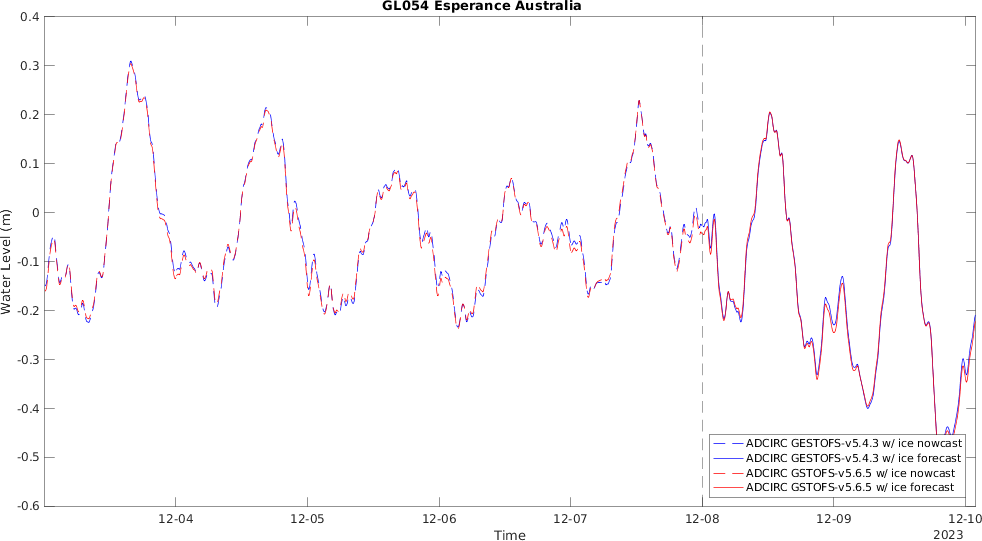 GL054 Esperance Australia
0.4
0.3
0.2
0.1
0
-0.1
-0.2
-0.3
-0.4
-0.5
-0.6
Water Level (m)
ADCIRC GESTOFS-v5.4.3 w/ ice nowcast
ADCIRC GESTOFS-v5.4.3 w/ ice forecast
ADCIRC GSTOFS-v5.6.5 w/ ice nowcast
ADCIRC GSTOFS-v5.6.5 w/ ice forecast
12-04 12-05 12-06 12-07 12-08 12-09 12-10
Time
2023